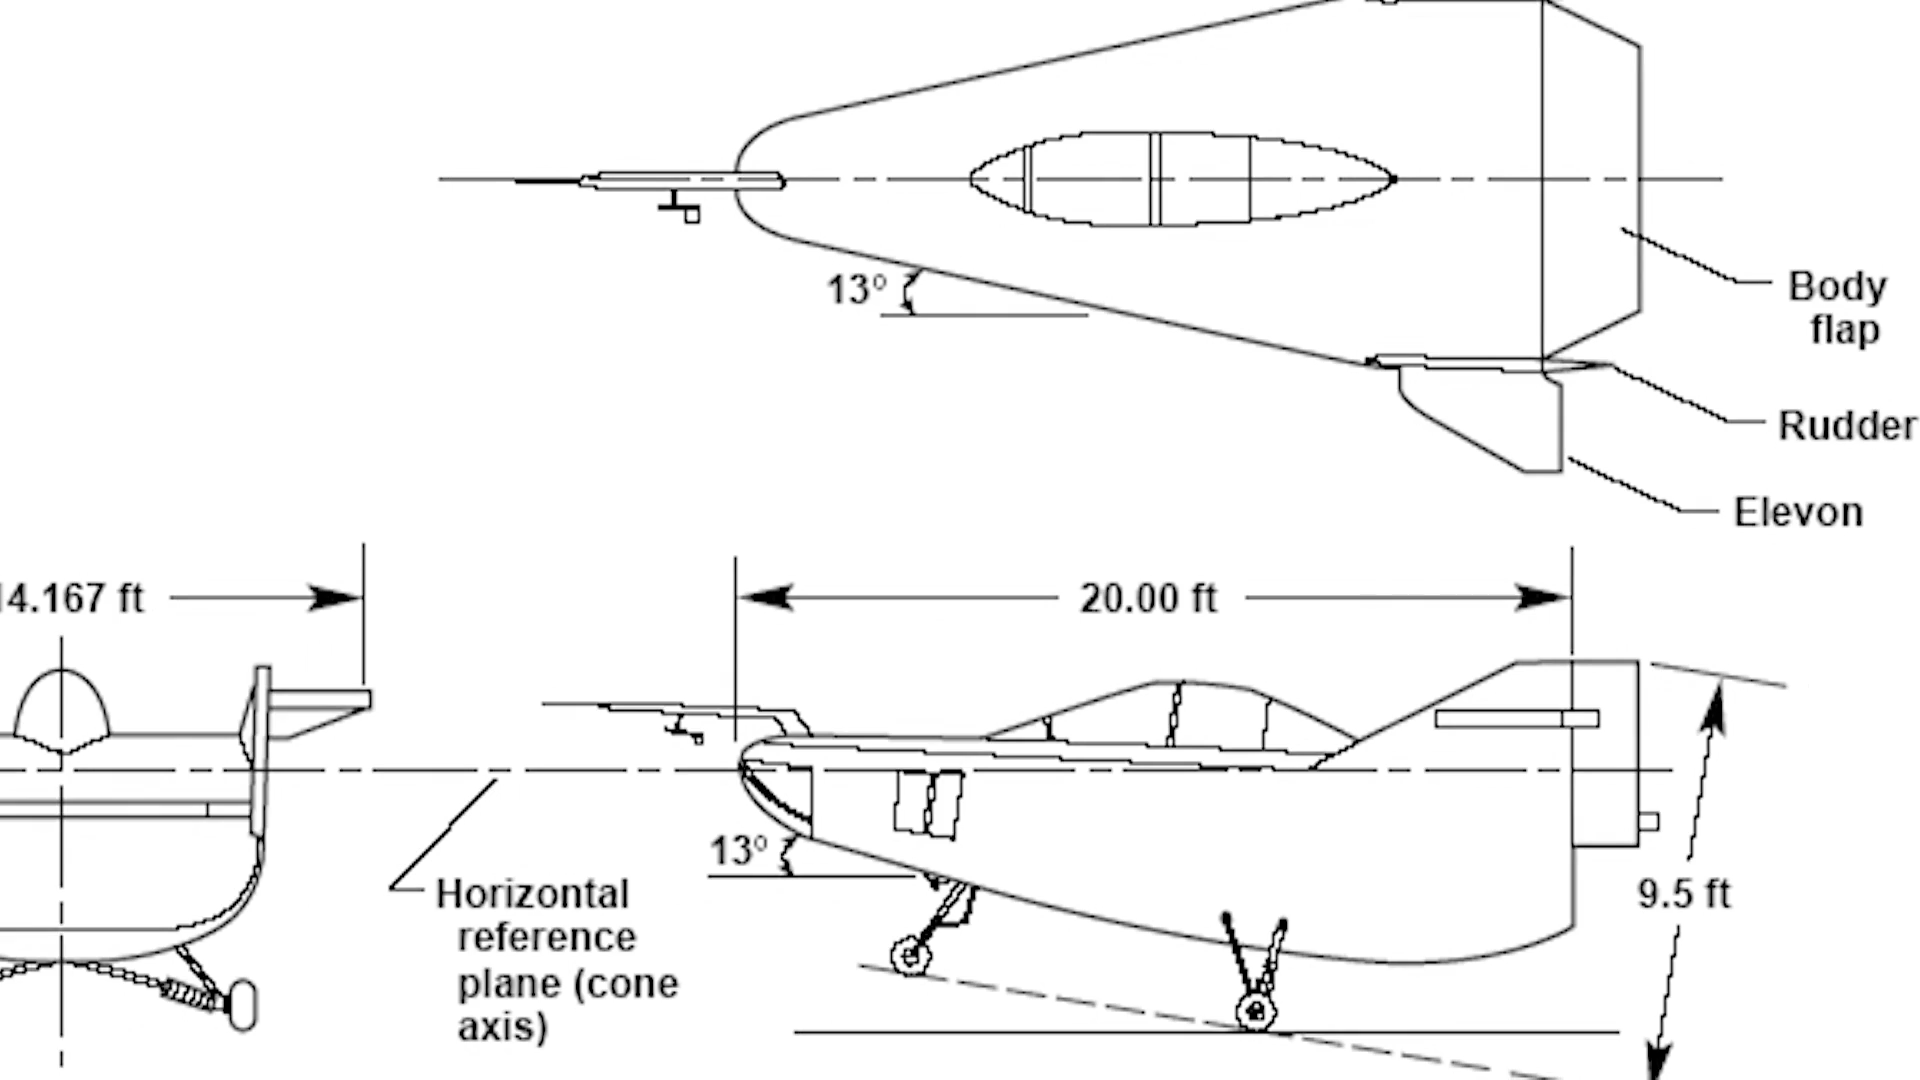 13°
Body
flap
Rudder
Elevon
14.167 ft
20.00 ft
13°
Horizontal
reference
plane (cone
axis)
9.5 ft